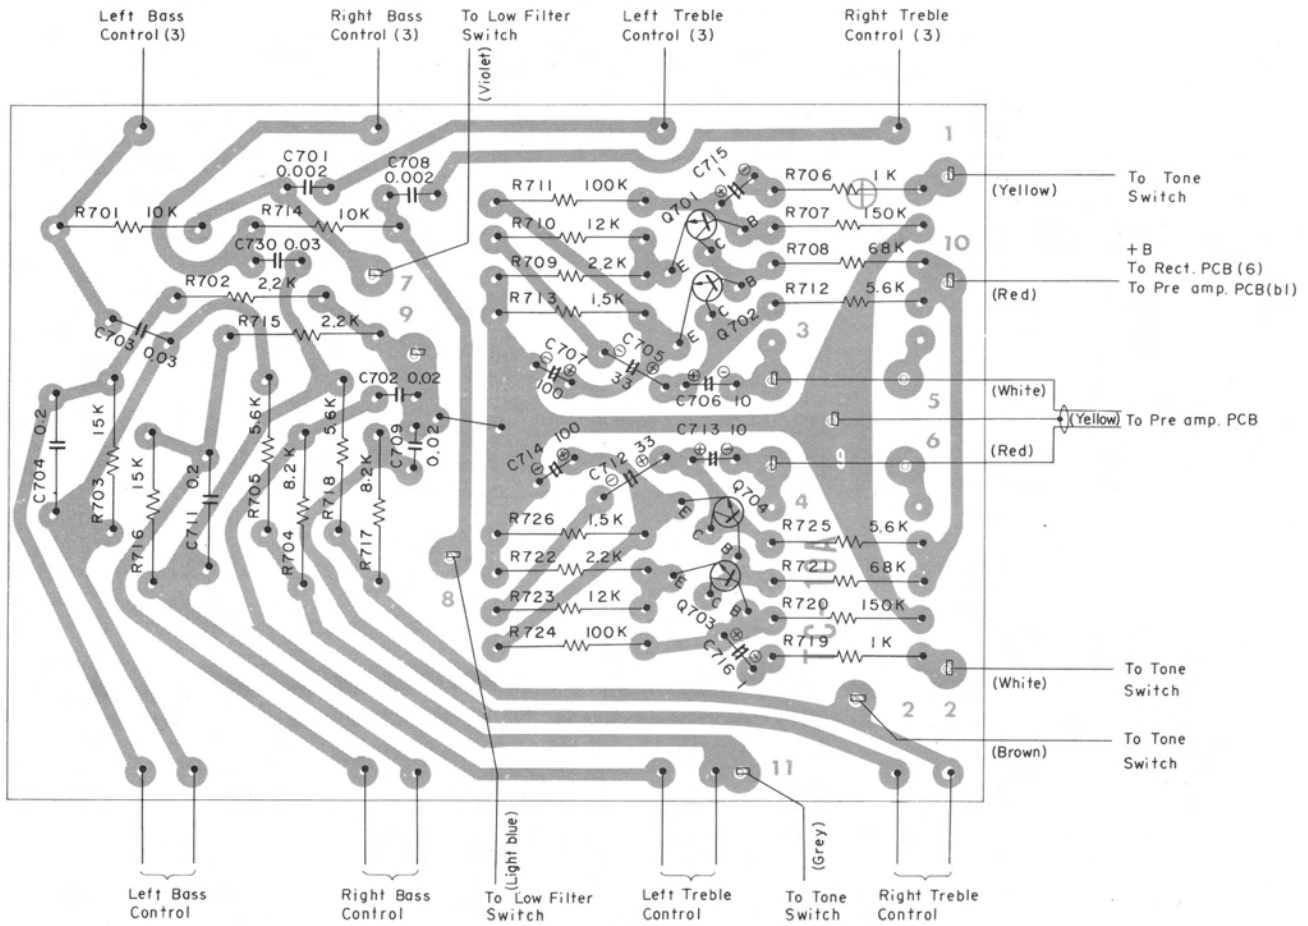 Left Bass
Control (3)
Right Bass
Control (3)
To Low Filter
Switch
Left Treble
Control (3)
Right Treble
Control (3)
(Violet)
1
C701
0.002
C708
0.002
C715
1
R706 1K
To Tone
Switch
(Yellow)
R711 100K
Q701
R701 10K
R714 10K
R710 12K
B
R707 150K
10
C730 0.03
C
R708 68K
+B
To Rect. PCB (6)
To Pre amp. PCB(b1)
7
R709 2.2K
E
R702 2.2K
B
R712 5.6K
(Red)
R713 1.5K
C
Q702
9
R715 2.2K
E
3
C703 0.03
C707
100
C705
33
C702 0.02
C706 10
(White)
5
(Yellow)
To Pre amp. PCB
C713 10
6
(Red)
C704 0.2
R703 15K
R716 15K
C711 0.2
R705 5.6K
R704 8.2K
R718 5.6K
R717 8.2K
C709 0.02
C714 100
C712 33
9
Q704
4
E
R726 1.5K
C
R725 5.6K
B
R722 2.2K
E
R721 68K
TC-10A
8
R723 12K
C
B
R720 150K
Q703
R724 100K
R719 1K
C716
1
(White)
To Tone
Switch
2 2
(Brown)
To Tone
Switch
11
(Light blue)
(Grey)
Left Bass
Control
Right Bass
Control
To Low Filter
Switch
Left Treble
Control
To Tone
Switch
Right Treble
Control